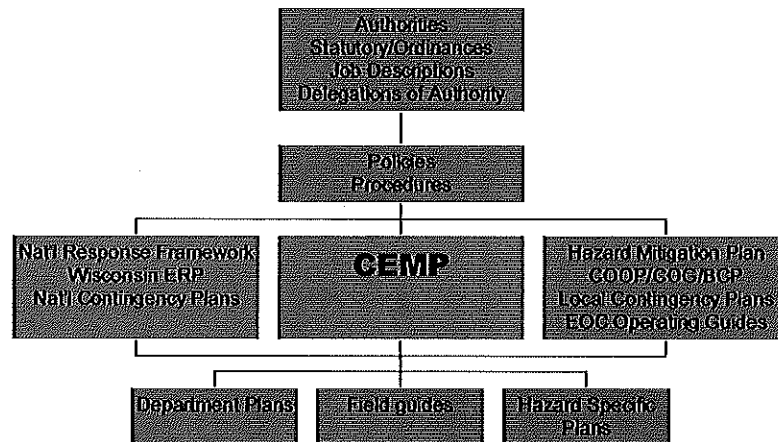 Authorities
Statutory/Ordinances
Job Descriptions
Delegations of Authority
Policies
Procedures
Nat'l Response Framework
Wisconsin ERP
Nat'l Contingency Plans
CEMP
Hazard Mitigation Plan
COOP/COG/BCP
Local Contingency Plans
EOC Operating Guides
Department Plans
Field guides
Hazard Specific
Plans